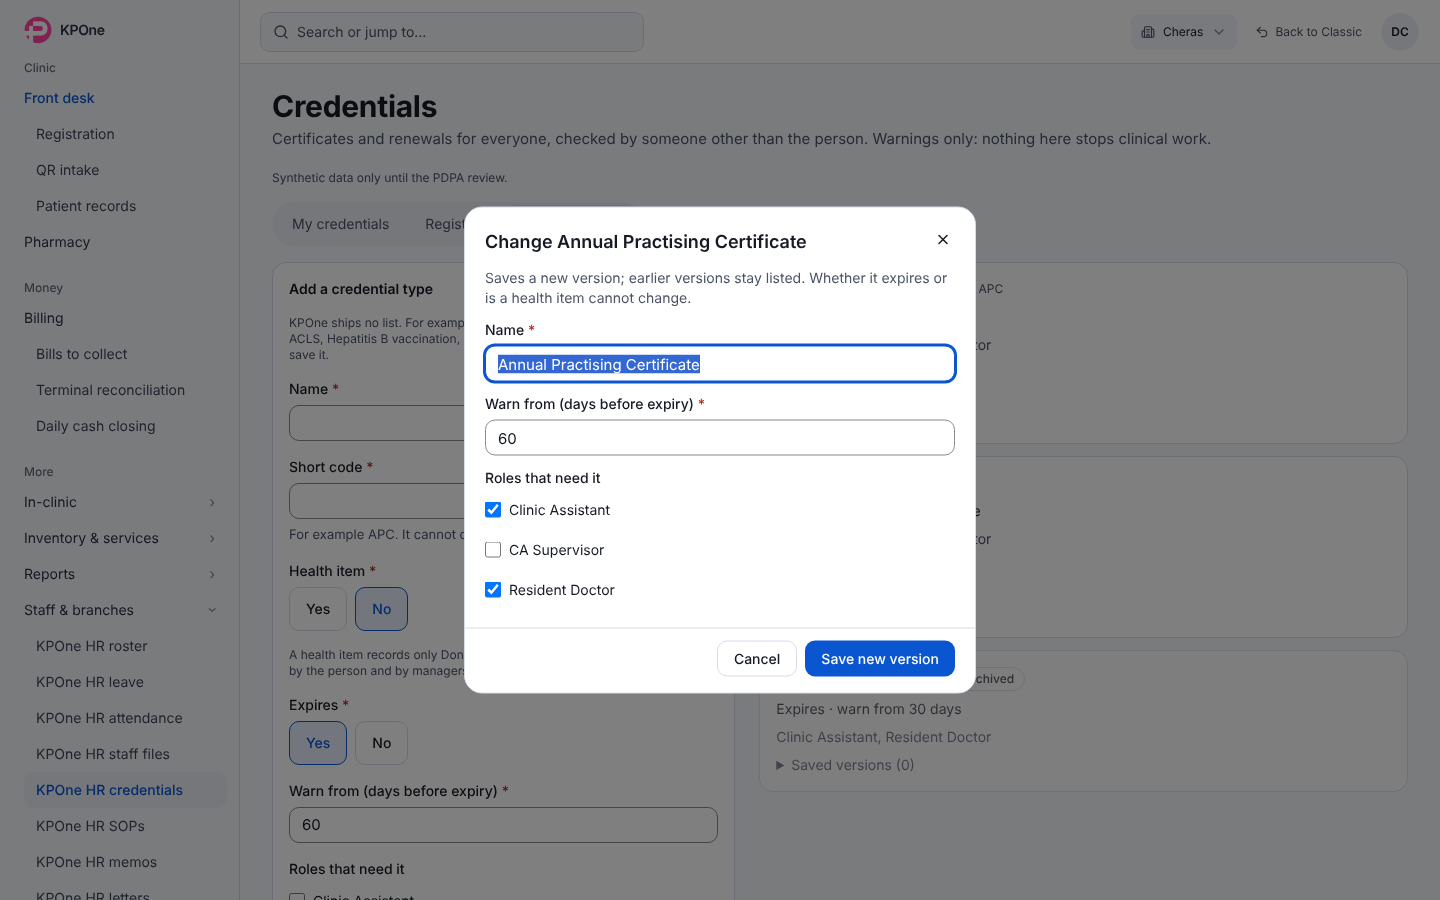 KPOne
Search or jump to...
Cheras
Back to Classic
DC
Clinic
Front desk
Registration
QR intake
Patient records
Pharmacy
Money
Billing
Bills to collect
Terminal reconciliation
Daily cash closing
More
In-clinic
Inventory & services
Reports
Staff & branches
KPOne HR roster
KPOne HR leave
KPOne HR attendance
KPOne HR staff files
KPOne HR credentials
KPOne HR SOPs
KPOne HR memos
KPOne HR letters
Credentials
Certificates and renewals for everyone, checked by someone other than the person. Warnings only: nothing here stops clinical work.
Synthetic data only until the PDPA review.
My credentials
Add a credential type
KPOne ships no list. For
ACLS, Hepatitis B vaccination,
save it.
Name *
Short code *
For example APC. It cannot
Health item *
Yes
No
A health item records only
by the person and by
Expires *
Yes
No
Warn from (days before expiry) *
60
Roles that need it
Clinic Assistant
Change Annual Practising Certificate
Saves a new version; earlier versions stay listed. Whether it expires or
is a health item cannot change.
Name *
Annual Practising Certificate
Warn from (days before expiry) *
60
Roles that need it
Clinic Assistant
CA Supervisor
Resident Doctor
Cancel
Save new version
APC
Expires · warn from 30 days
Clinic Assistant, Resident Doctor
Saved versions (0)